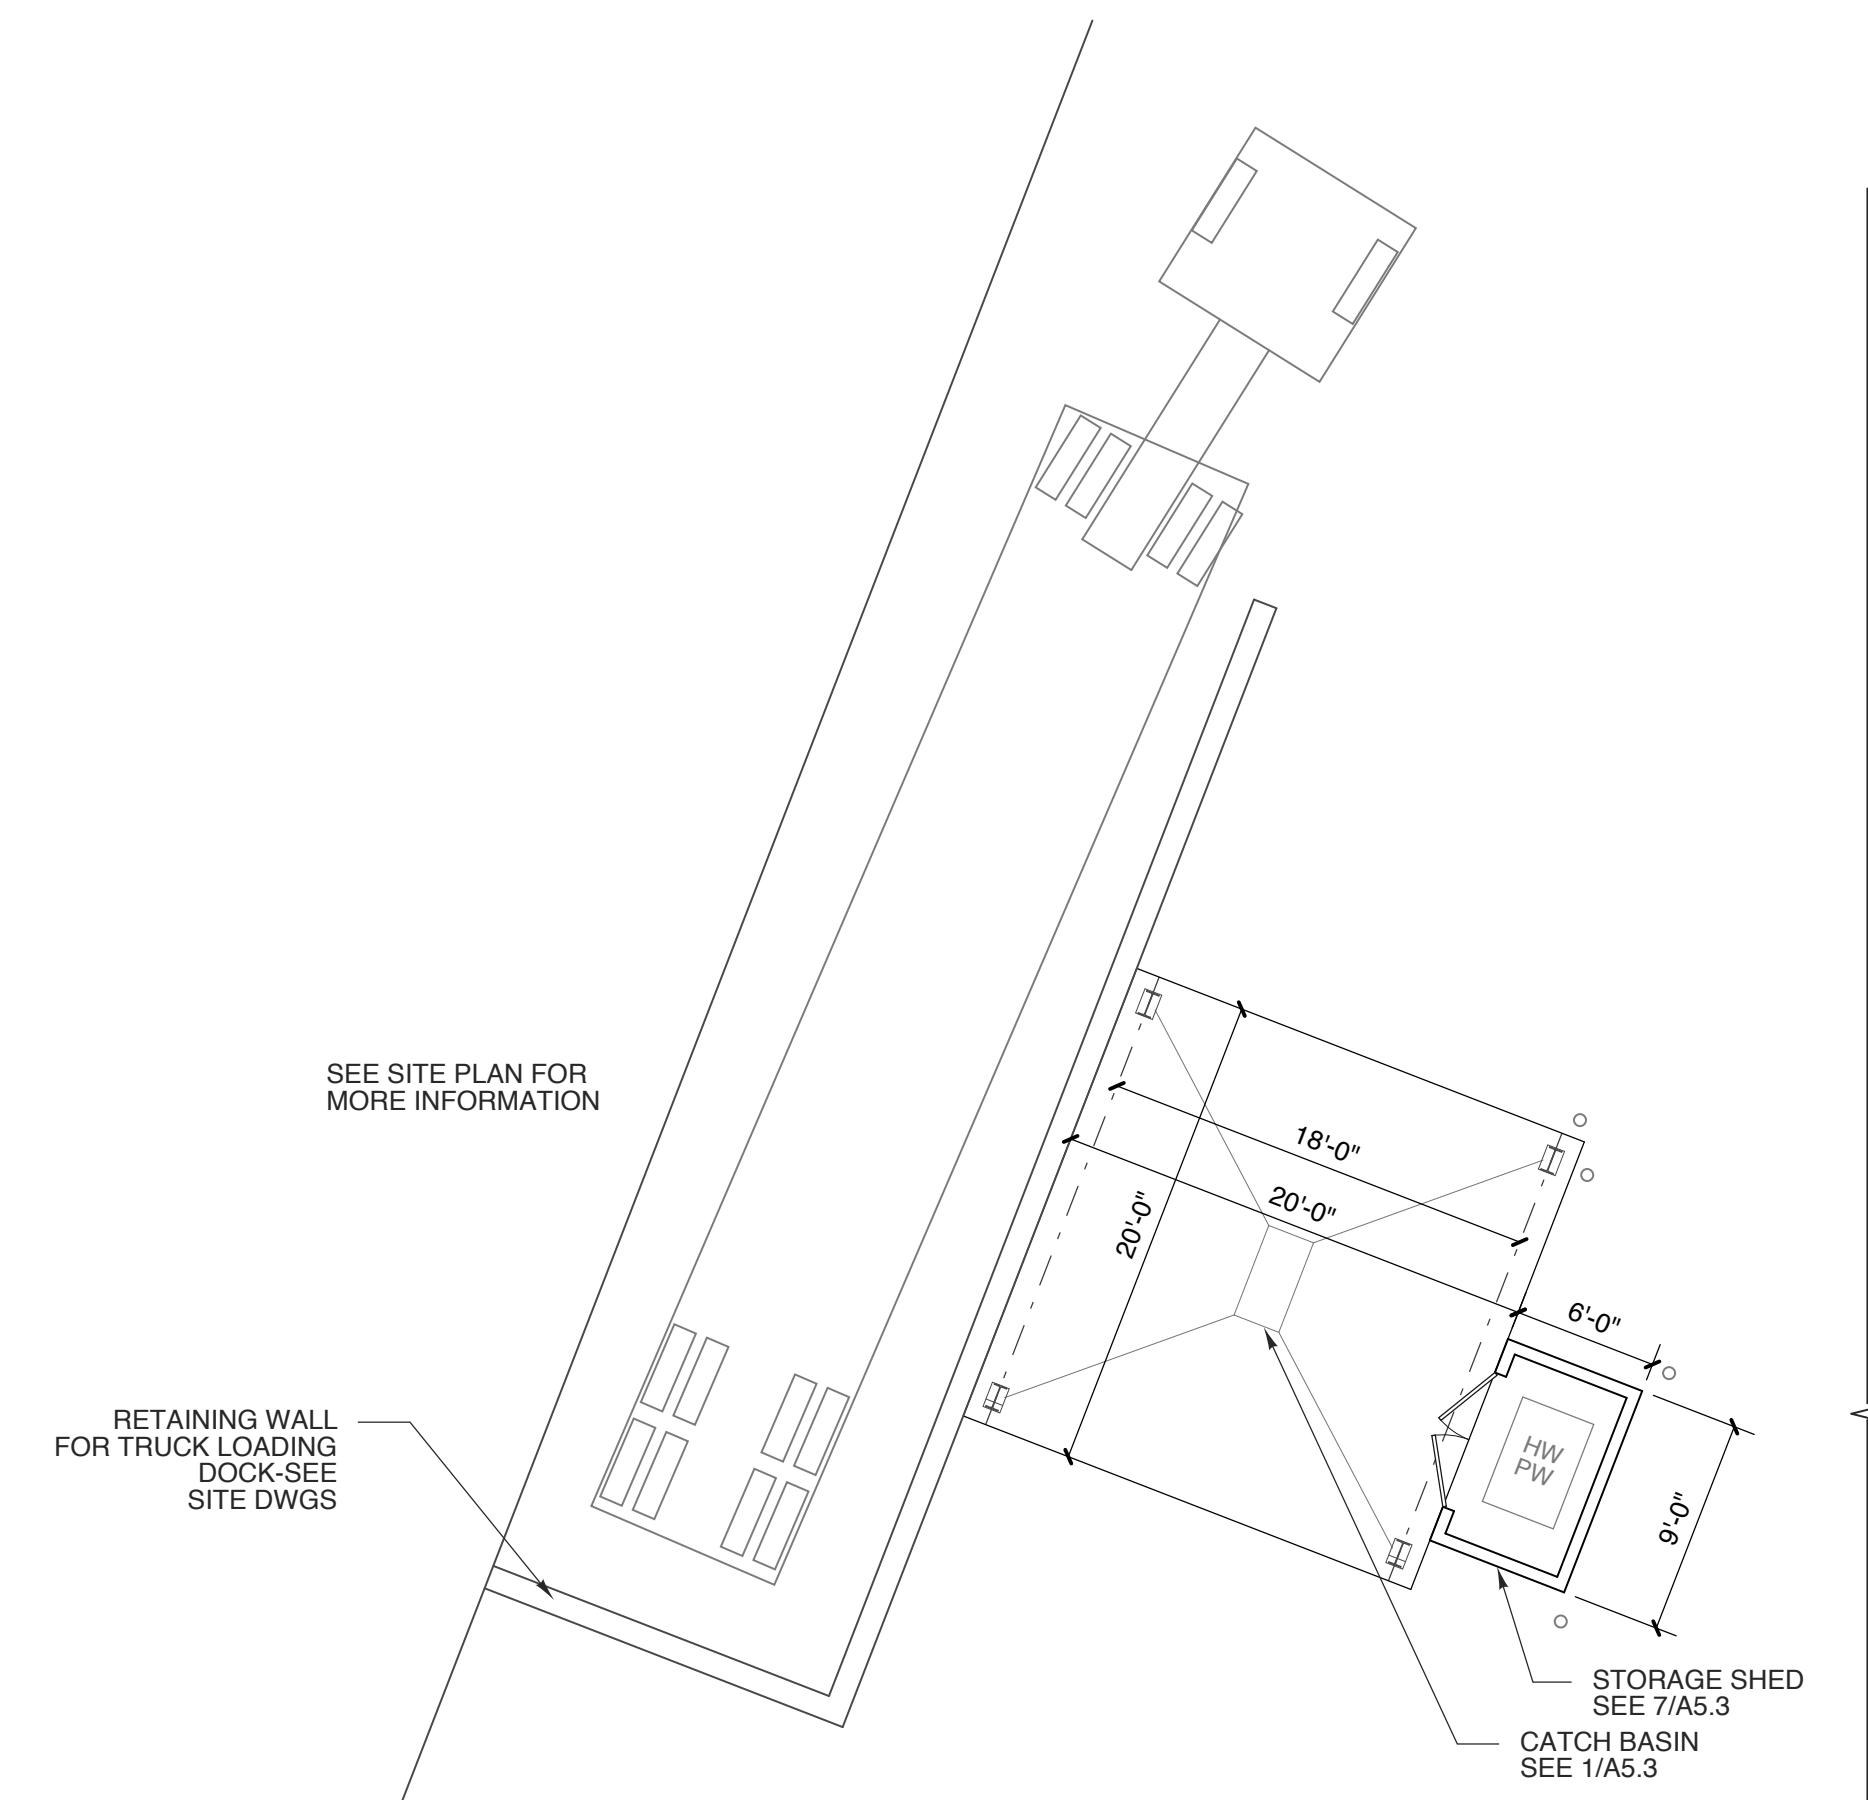 SEE SITE PLAN FOR
MORE INFORMATION
18'-0"
20'-0"
20'-0"
6'-0"
HW
PW
9'-0"
RETAINING WALL
FOR TRUCK LOADING
DOCK-SEE
SITE DWGS
STORAGE SHED
SEE 7/A5.3
CATCH BASIN
SEE 1/A5.3